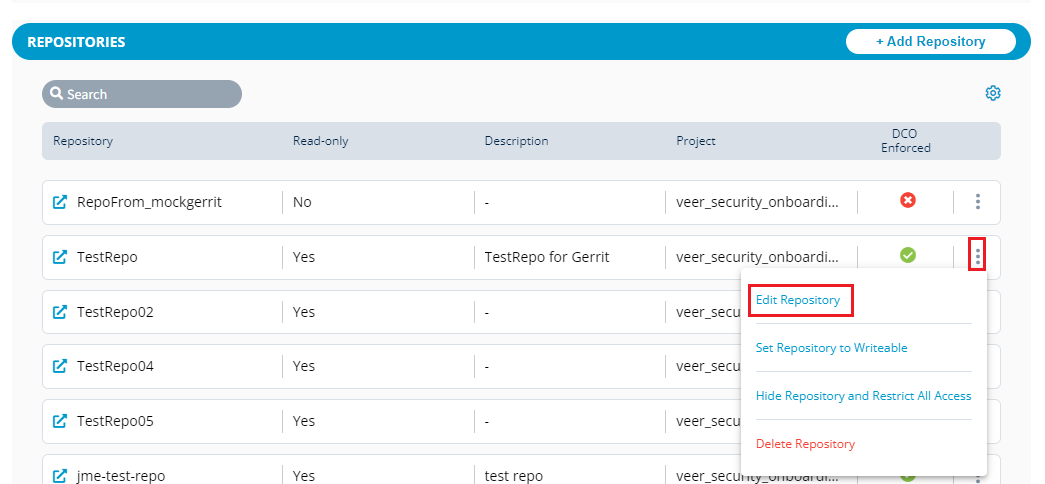 REPOSITORIES
+ Add Repository
Search
Repository Read-only Description Project DCO Enforced
RepoFrom_mockgerrit No - veer_security_onboardi...
TestRepo Yes TestRepo for Gerrit veer_security_onboardi...
Edit Repository
TestRepo02 Yes - veer_secu
Set Repository to Writeable
TestRepo04 Yes - veer_secu
Hide Repository and Restrict All Access
TestRepo05 Yes - veer_secu
Delete Repository
jme-test-repo Yes test repo veer_secu